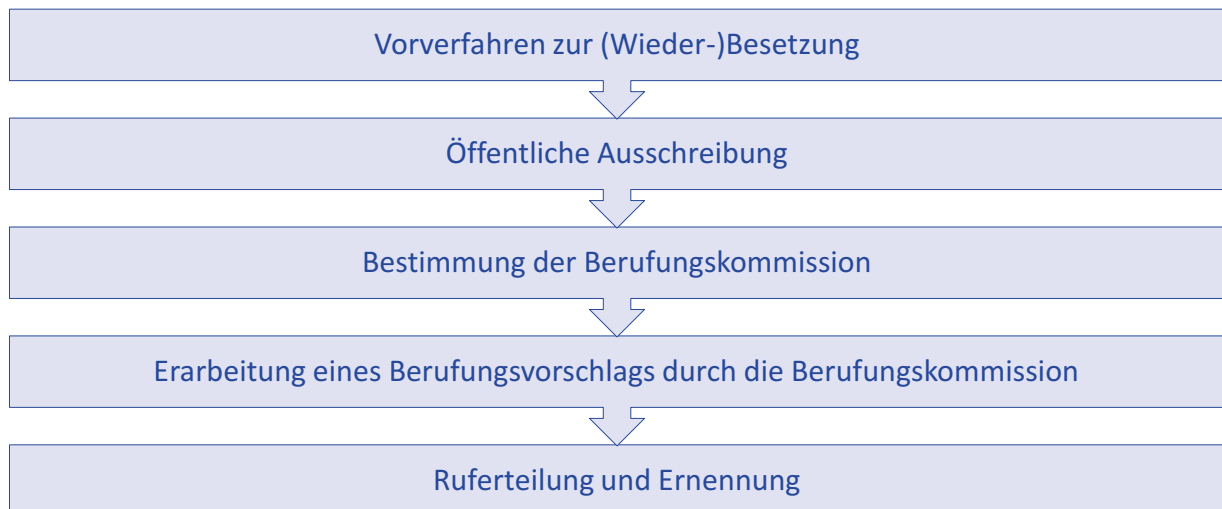 Vorverfahren zur (Wieder-)Besetzung
Öffentliche Ausschreibung
Bestimmung der Berufungskommission
Erarbeitung eines Berufungsvorschlags durch die Berufungskommission
Ruferteilung und Ernennung